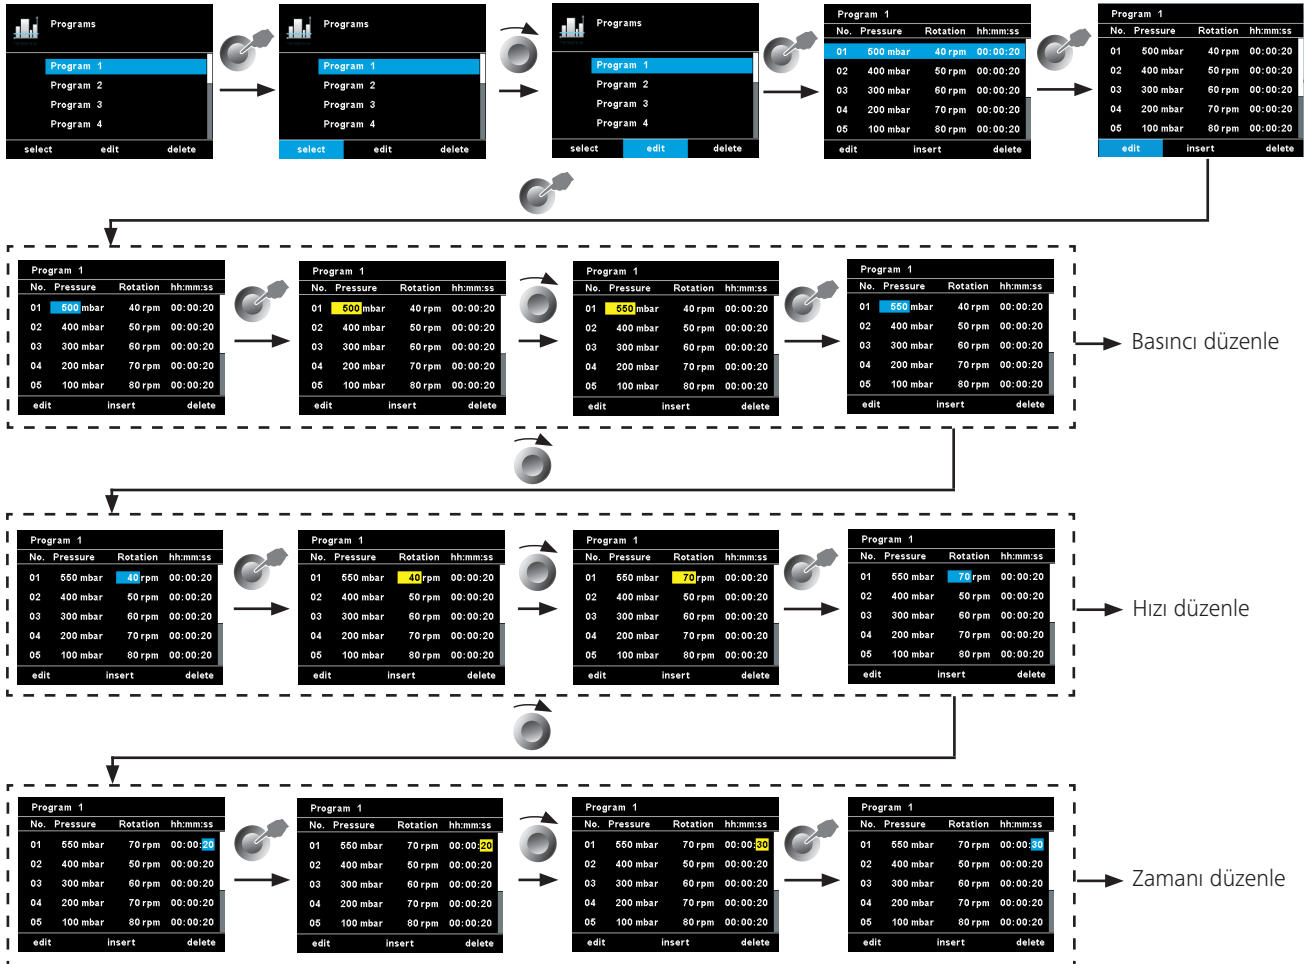 Programs
Program 1
Program 2
Program 3
Program 4
select edit delete
Programs
Program 1
Program 2
Program 3
Program 4
select edit delete
Programs
Program 1
Program 2
Program 3
Program 4
select edit delete
Program 1
No. Pressure Rotation hh:mm:ss
01 500 mbar 40 rpm 00:00:20
02 400 mbar 50 rpm 00:00:20
03 300 mbar 60 rpm 00:00:20
04 200 mbar 70 rpm 00:00:20
05 100 mbar 80 rpm 00:00:20
edit insert delete
Program 1
No. Pressure Rotation hh:mm:ss
01 500 mbar 40 rpm 00:00:20
02 400 mbar 50 rpm 00:00:20
03 300 mbar 60 rpm 00:00:20
04 200 mbar 70 rpm 00:00:20
05 100 mbar 80 rpm 00:00:20
edit insert delete
Program 1
No. Pressure Rotation hh:mm:ss
01 500 mbar 40 rpm 00:00:20
02 400 mbar 50 rpm 00:00:20
03 300 mbar 60 rpm 00:00:20
04 200 mbar 70 rpm 00:00:20
05 100 mbar 80 rpm 00:00:20
edit insert delete
Program 1
No. Pressure Rotation hh:mm:ss
01 500 mbar 40 rpm 00:00:20
02 400 mbar 50 rpm 00:00:20
03 300 mbar 60 rpm 00:00:20
04 200 mbar 70 rpm 00:00:20
05 100 mbar 80 rpm 00:00:20
edit insert delete
Program 1
No. Pressure Rotation hh:mm:ss
01 550 mbar 40 rpm 00:00:20
02 400 mbar 50 rpm 00:00:20
03 300 mbar 60 rpm 00:00:20
04 200 mbar 70 rpm 00:00:20
05 100 mbar 80 rpm 00:00:20
edit insert delete
Program 1
No. Pressure Rotation hh:mm:ss
01 550 mbar 40 rpm 00:00:20
02 400 mbar 50 rpm 00:00:20
03 300 mbar 60 rpm 00:00:20
04 200 mbar 70 rpm 00:00:20
05 100 mbar 80 rpm 00:00:20
edit insert delete
Basıncı düzenle
Program 1
No. Pressure Rotation hh:mm:ss
01 550 mbar 40 rpm 00:00:20
02 400 mbar 50 rpm 00:00:20
03 300 mbar 60 rpm 00:00:20
04 200 mbar 70 rpm 00:00:20
05 100 mbar 80 rpm 00:00:20
edit insert delete
Program 1
No. Pressure Rotation hh:mm:ss
01 550 mbar 40 rpm 00:00:20
02 400 mbar 50 rpm 00:00:20
03 300 mbar 60 rpm 00:00:20
04 200 mbar 70 rpm 00:00:20
05 100 mbar 80 rpm 00:00:20
edit insert delete
Program 1
No. Pressure Rotation hh:mm:ss
01 550 mbar 70 rpm 00:00:20
02 400 mbar 50 rpm 00:00:20
03 300 mbar 60 rpm 00:00:20
04 200 mbar 70 rpm 00:00:20
05 100 mbar 80 rpm 00:00:20
edit insert delete
Program 1
No. Pressure Rotation hh:mm:ss
01 550 mbar 70 rpm 00:00:20
02 400 mbar 50 rpm 00:00:20
03 300 mbar 60 rpm 00:00:20
04 200 mbar 70 rpm 00:00:20
05 100 mbar 80 rpm 00:00:20
edit insert delete
Hızı düzenle
Program 1
No. Pressure Rotation hh:mm:ss
01 550 mbar 70 rpm 00:00:20
02 400 mbar 50 rpm 00:00:20
03 300 mbar 60 rpm 00:00:20
04 200 mbar 70 rpm 00:00:20
05 100 mbar 80 rpm 00:00:20
edit insert delete
Program 1
No. Pressure Rotation hh:mm:ss
01 550 mbar 70 rpm 00:00:20
02 400 mbar 50 rpm 00:00:20
03 300 mbar 60 rpm 00:00:20
04 200 mbar 70 rpm 00:00:20
05 100 mbar 80 rpm 00:00:20
edit insert delete
Program 1
No. Pressure Rotation hh:mm:ss
01 550 mbar 70 rpm 00:00:30
02 400 mbar 50 rpm 00:00:20
03 300 mbar 60 rpm 00:00:20
04 200 mbar 70 rpm 00:00:20
05 100 mbar 80 rpm 00:00:20
edit insert delete
Program 1
No. Pressure Rotation hh:mm:ss
01 550 mbar 70 rpm 00:00:30
02 400 mbar 50 rpm 00:00:20
03 300 mbar 60 rpm 00:00:20
04 200 mbar 70 rpm 00:00:20
05 100 mbar 80 rpm 00:00:20
edit insert delete
Zamanı düzenle